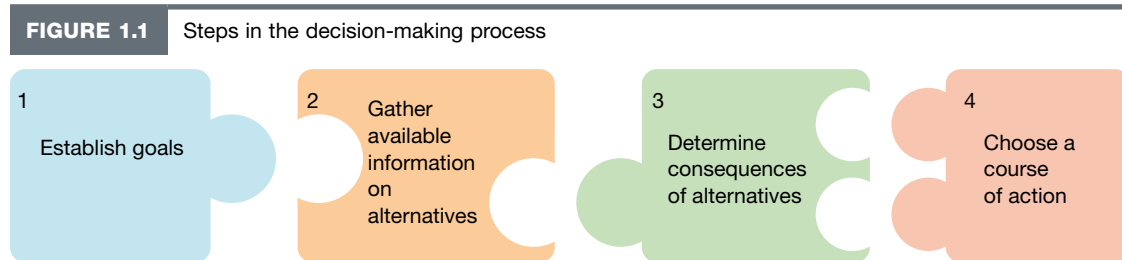 FIGURE 1.1 Steps in the decision-making process
1
Establish goals
2
Gather
available
information
on
alternatives
3
Determine
consequences
of alternatives
4
Choose a
course
of action